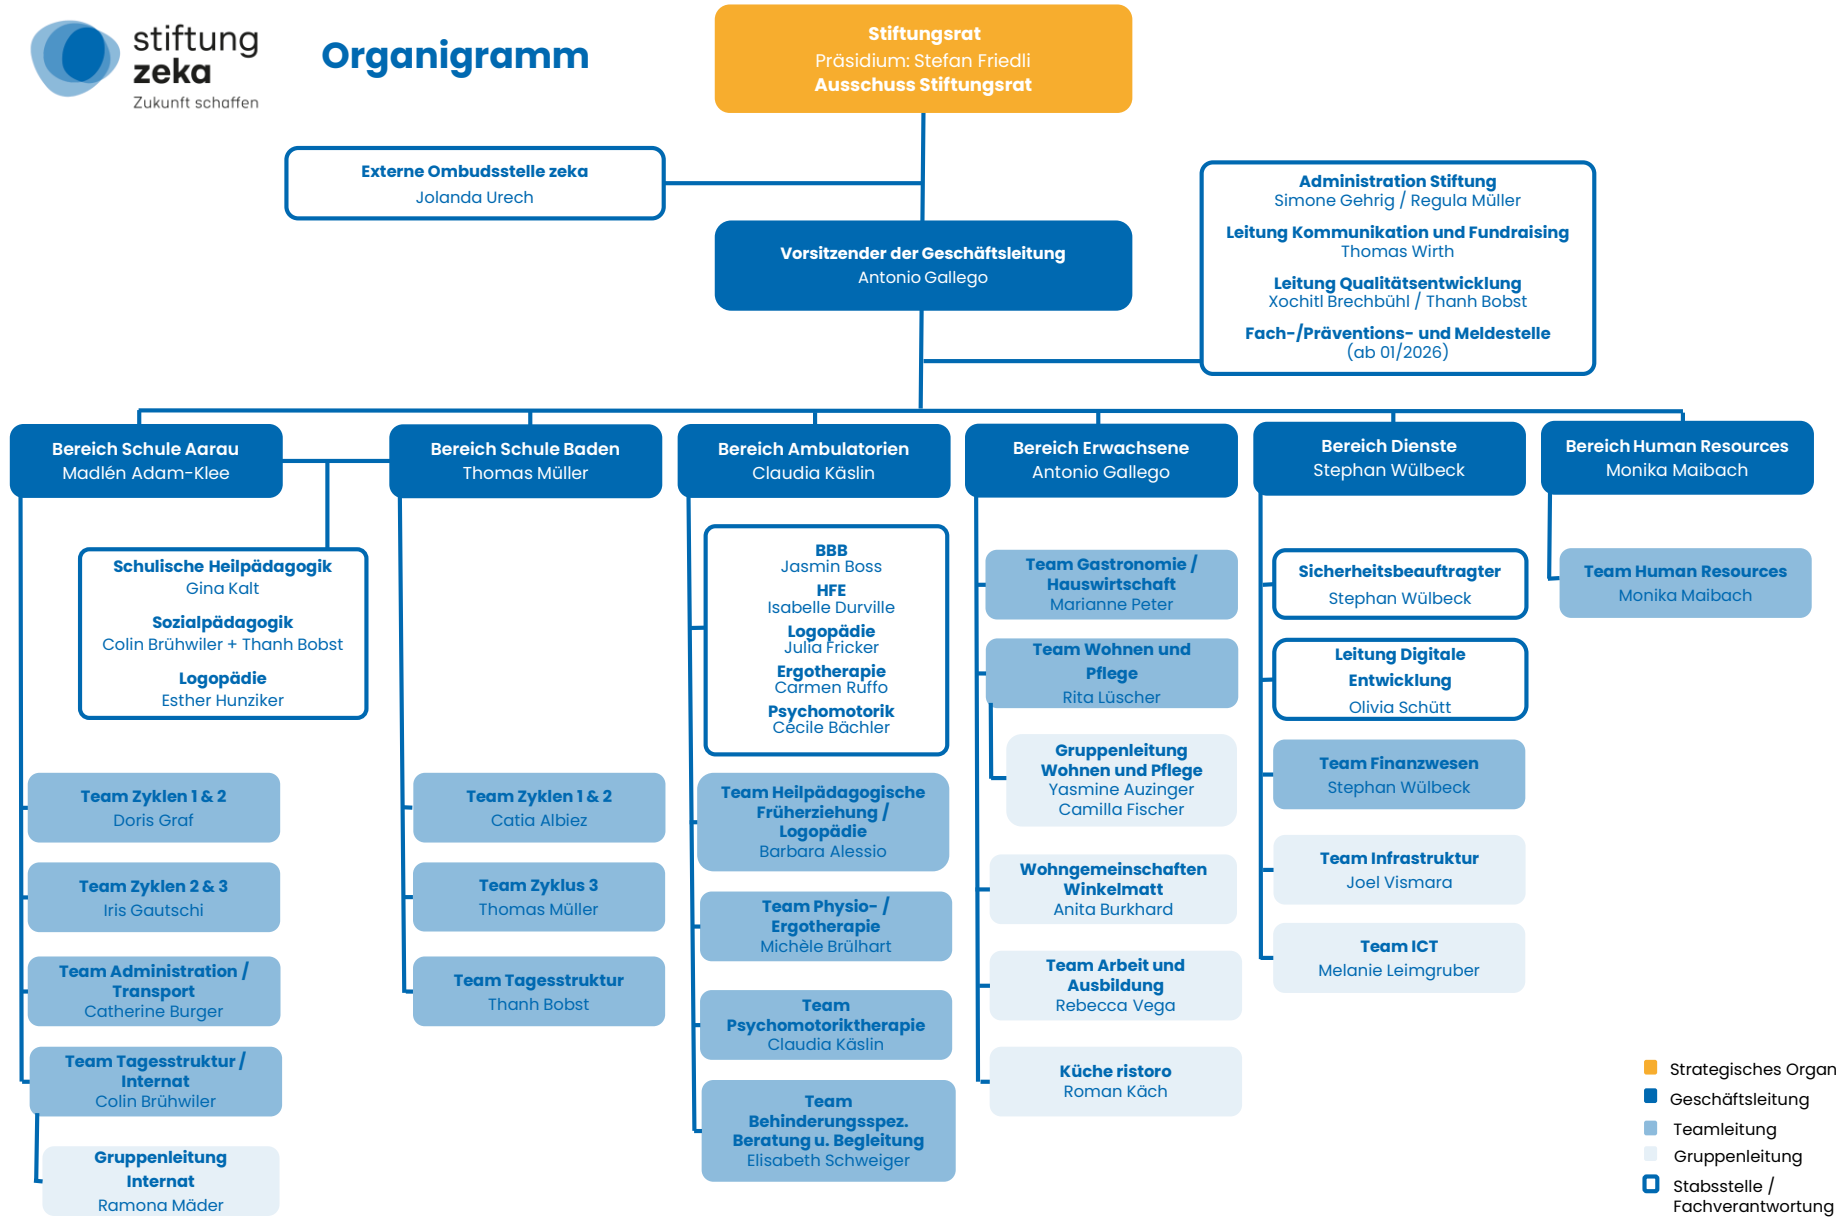 stiftung
zeka
Zukunft schaffen
Organigramm
Stiftungsrat
Präsidium: Stefan Friedli
Ausschuss Stiftungsrat
Externe Ombudsstelle zeka
Jolanda Urech
Vorsitzender der Geschäftsleitung
Antonio Gallego
Administration Stiftung
Simone Gehrig / Regula Müller
Leitung Kommunikation und Fundraising
Thomas Wirth
Leitung Qualitätsentwicklung
Xochitl Brechbühl / Thanh Bobst
Fach-/Präventions- und Meldestelle
(ab 01/2026)
Bereich Schule Aarau
Madlén Adam-Klee
Schulische Heilpädagogik
Gina Kalt
Sozialpädagogik
Colin Brühwiler + Thanh Bobst
Logopädie
Esther Hunziker
Team Zyklen 1 & 2
Doris Graf
Team Zyklen 2 & 3
Iris Gautschi
Team Administration /
Transport
Catherine Burger
Team Tagesstruktur /
Internat
Colin Brühwiler
Gruppenleitung
Internat
Ramona Mäder
Bereich Schule Baden
Thomas Müller
Team Zyklen 1 & 2
Catia Albiez
Team Zyklus 3
Thomas Müller
Team Tagesstruktur
Thanh Bobst
Bereich Ambulatorien
Claudia Käslin
BBB
Jasmin Boss
HFE
Isabelle Durville
Logopädie
Julia Fricker
Ergotherapie
Carmen Ruffo
Psychomotorik
Cécile Bächler
Team Heilpädagogische
Früherziehung /
Logopädie
Barbara Alessio
Team Physio- /
Ergotherapie
Michèle Brülhart
Team
Psychomotoriktherapie
Claudia Käslin
Team
Behinderungsspez.
Beratung u. Begleitung
Elisabeth Schweiger
Bereich Erwachsene
Antonio Gallego
Team Gastronomie /
Hauswirtschaft
Marianne Peter
Team Wohnen und
Pflege
Rita Lüscher
Gruppenleitung
Wohnen und Pflege
Yasmine Auzinger
Camilla Fischer
Wohngemeinschaften
Winkelmatt
Anita Burkhard
Team Arbeit und
Ausbildung
Rebecca Vega
Küche ristoro
Roman Käch
Bereich Dienste
Stephan Wülbeck
Sicherheitsbeauftragter
Stephan Wülbeck
Leitung Digitale
Entwicklung
Olivia Schütt
Team Finanzwesen
Stephan Wülbeck
Team Infrastruktur
Joel Vismara
Team ICT
Melanie Leimgruber
Bereich Human Resources
Monika Maibach
Team Human Resources
Monika Maibach
Strategisches Organ
Geschäftsleitung
Teamleitung
Gruppenleitung
Stabsstelle /
Fachverantwortung